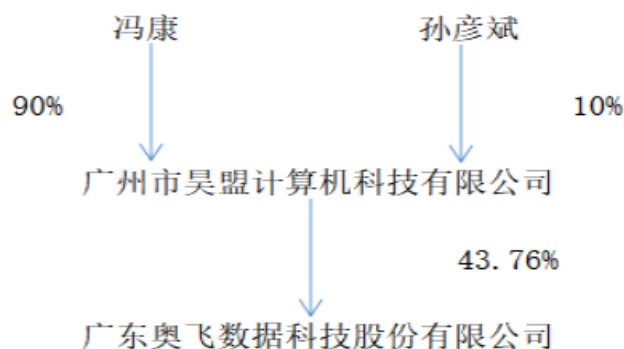 冯康 孙彦斌
90% 10%
广州市昊盟计算机科技有限公司
43.76%
广东奥飞数据科技股份有限公司